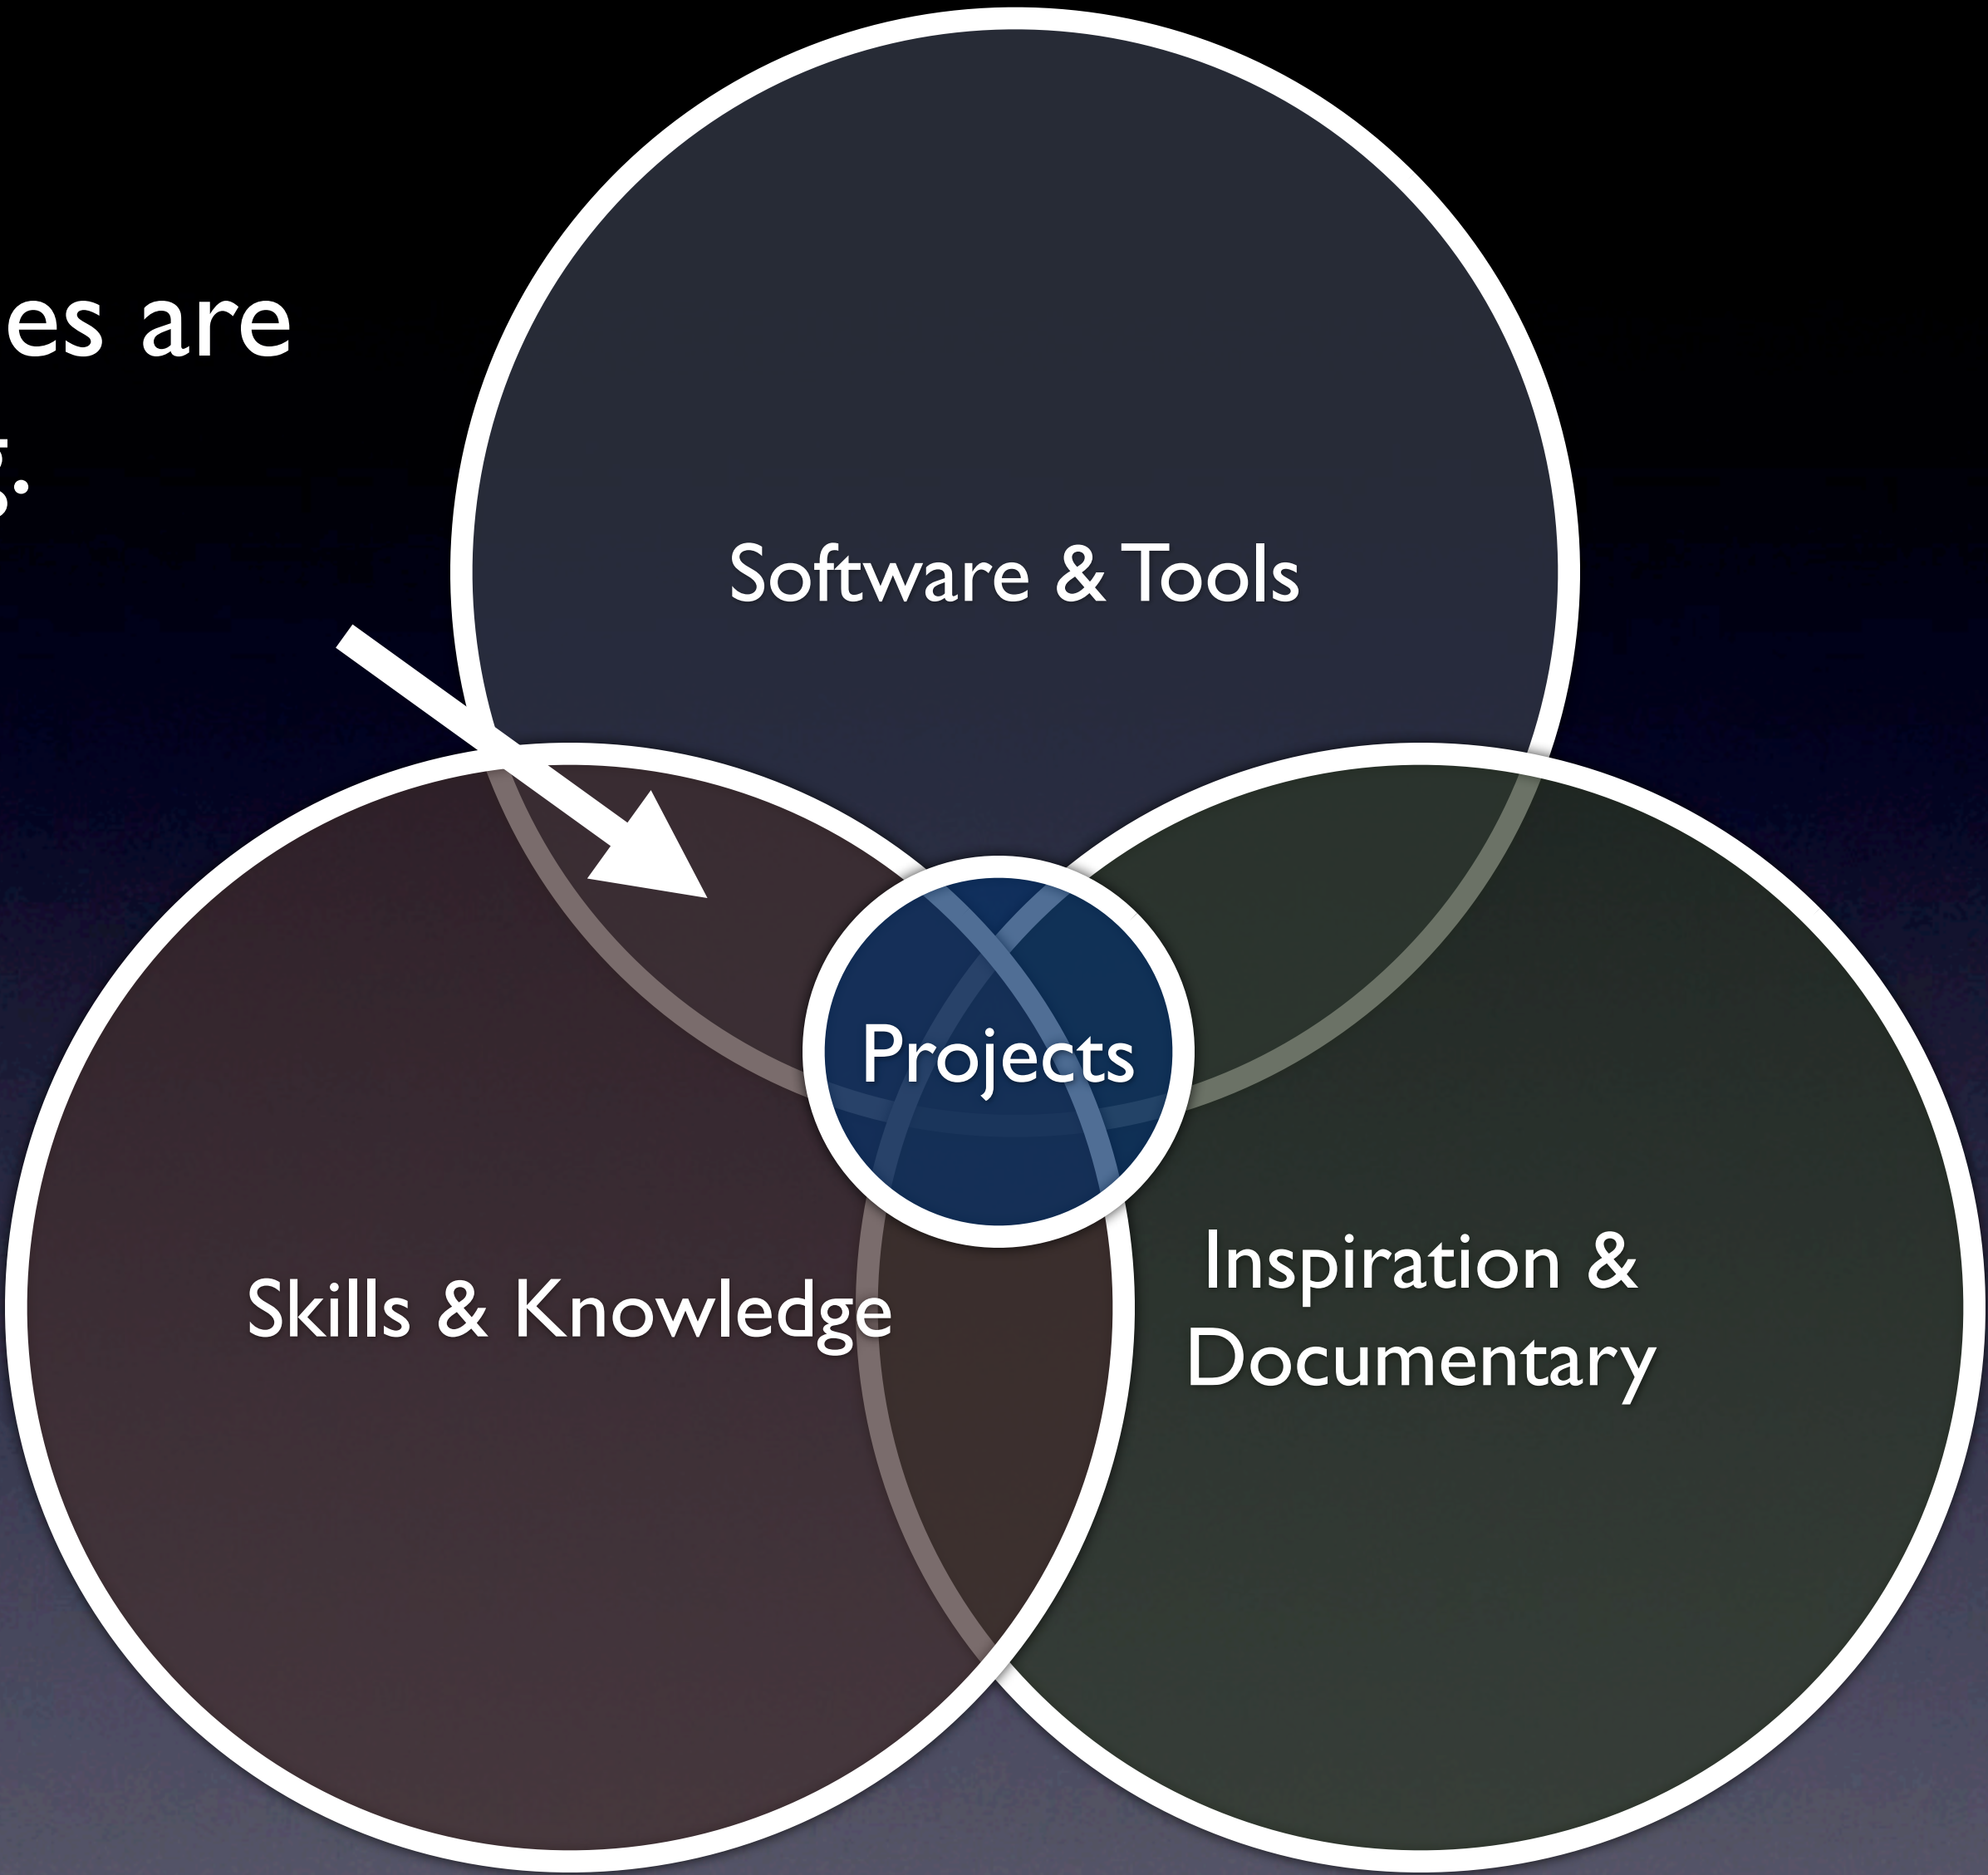 es are
g.
Software & Tools
Projects
Skills & Knowledge
Inspiration &
Documentary